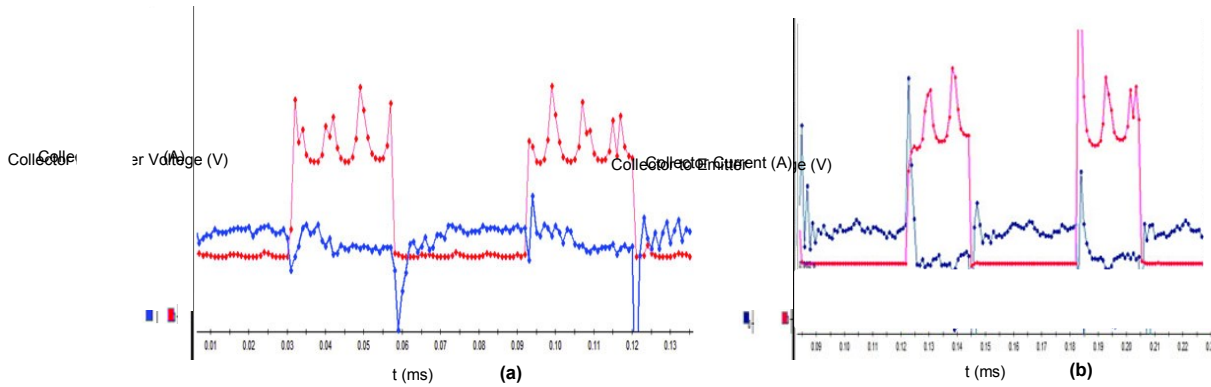 Collector Voltage (V)
Collector Current (A)
Collector to Emitter Voltage (V)
0.01 0.02 0.03 0.04 0.05 0.06 0.07 0.08 0.09 0.10 0.11 0.12 0.13
t (ms) (a)
0.09 0.10 0.11 0.12 0.13 0.14 0.15 0.16 0.17 0.18 0.19 0.20 0.21 0.22
t (ms) (b)